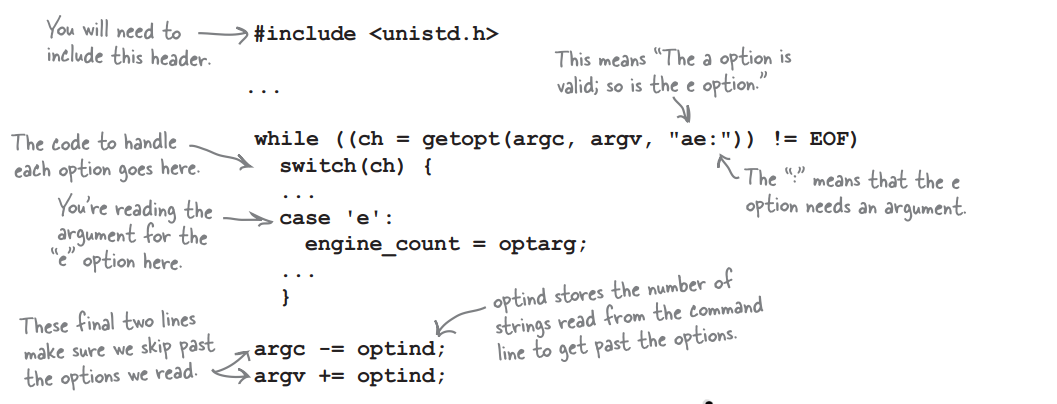 You will need to
include this header.
#include <unistd.h>
This means “The a option is
valid; so is the e option.”
...
while ((ch = getopt(argc, argv, "ae:")) != EOF)
The code to handle
each option goes here.
switch(ch) {
The “:” means that the e
option needs an argument.
...
You're reading the
argument for the
“e” option here.
case 'e':
engine_count = optarg;
...
}
optind stores the number of
strings read from the command
line to get past the options.
These final two lines
make sure we skip past
the options we read.
argc -= optind;
argv += optind;